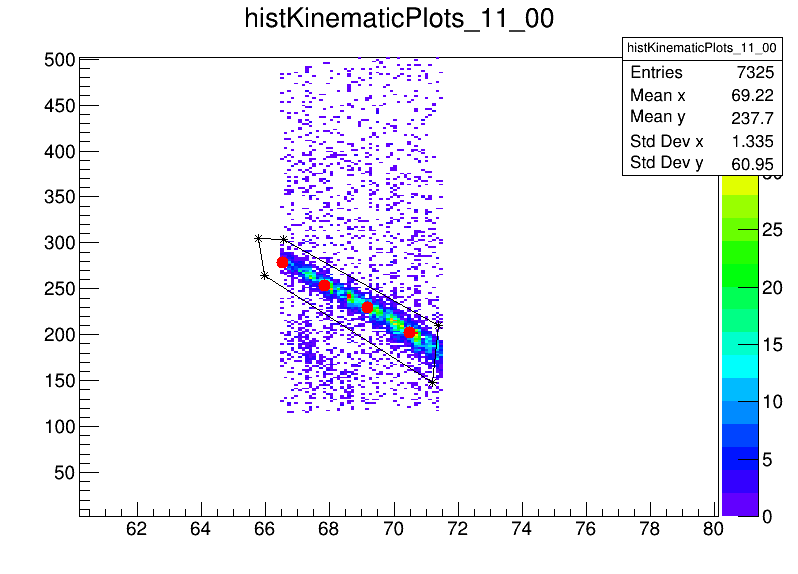 histKinematicPlots_11_00
histKinematicPlots_11_00
Entries 7325
Mean x 69.22
Mean y 237.7
Std Dev x 1.335
Std Dev y 60.95
500
450
400
350
300
250
200
150
100
50
62 64 66 68 70 72 74 76 78 80
30
25
20
15
10
5
0